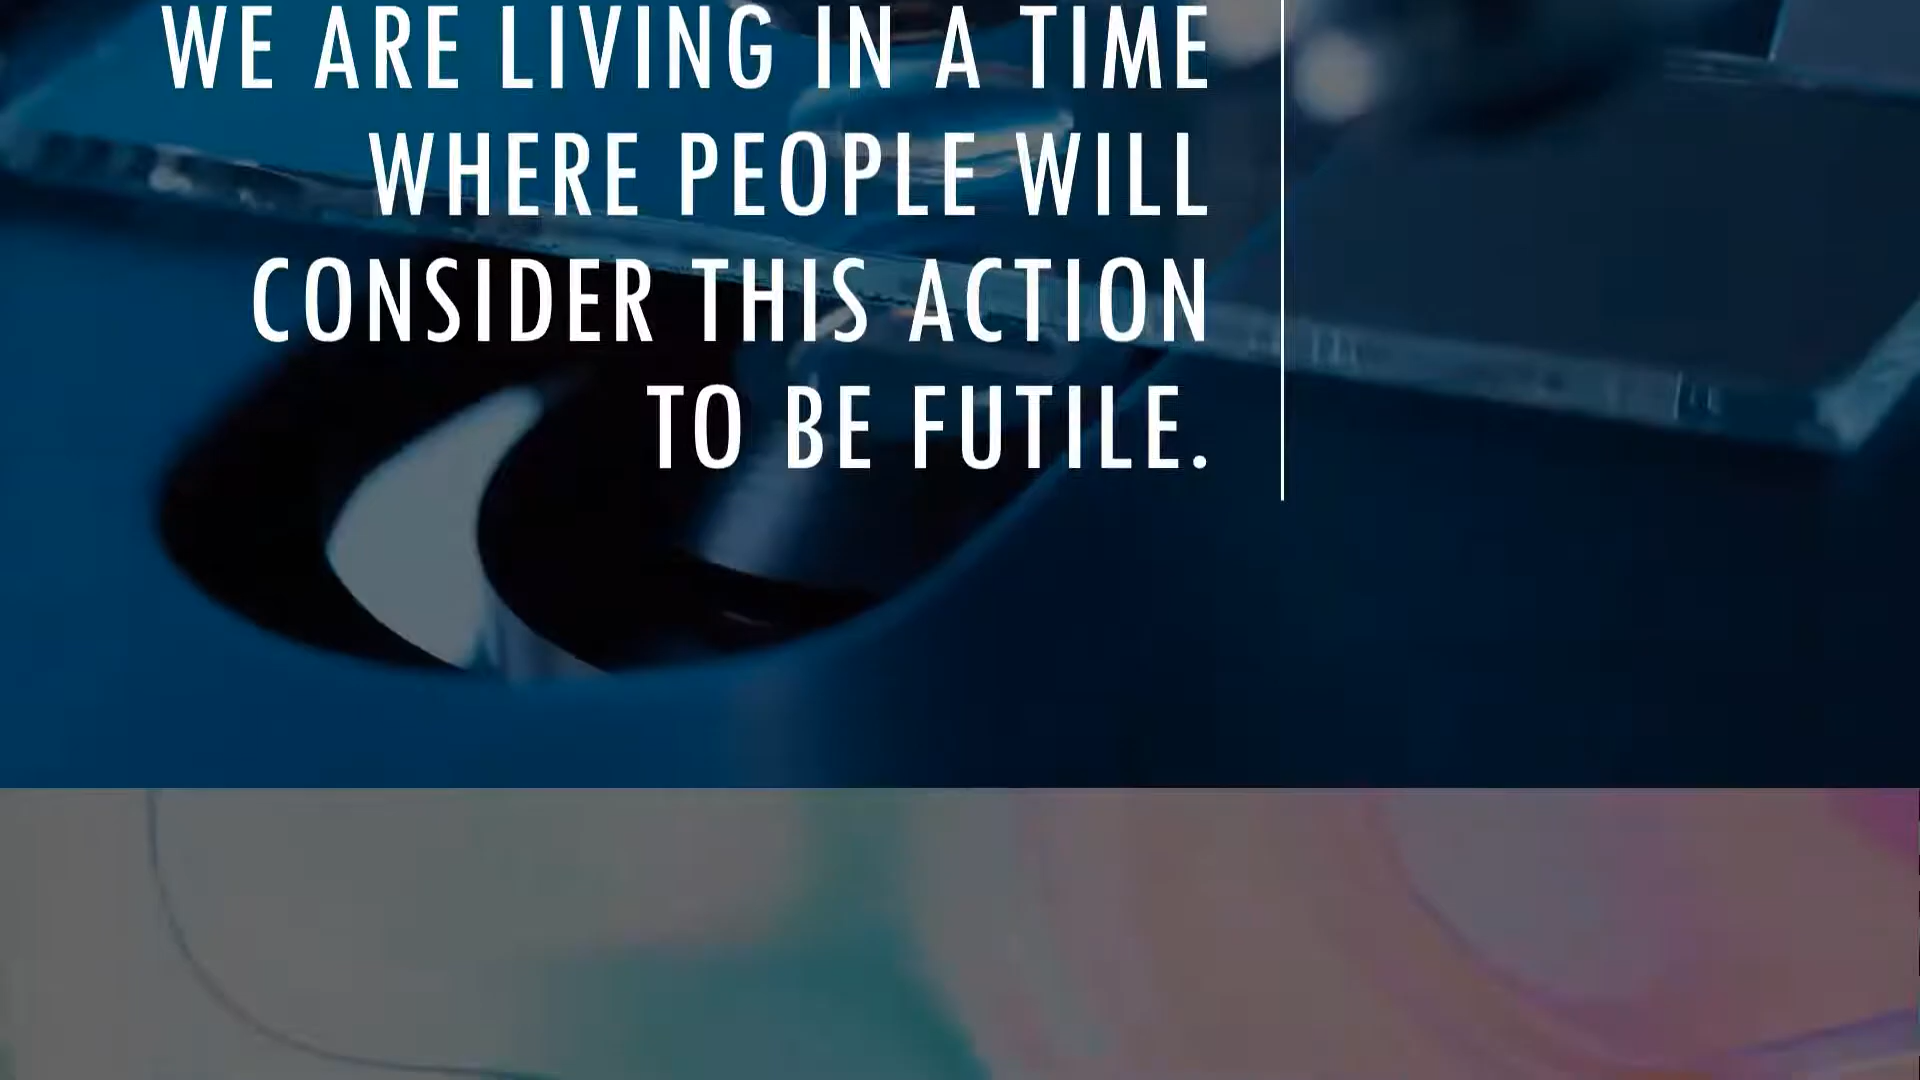 WE ARE LIVING IN A TIME
WHERE PEOPLE WILL
CONSIDER THIS ACTION
TO BE FUTILE.